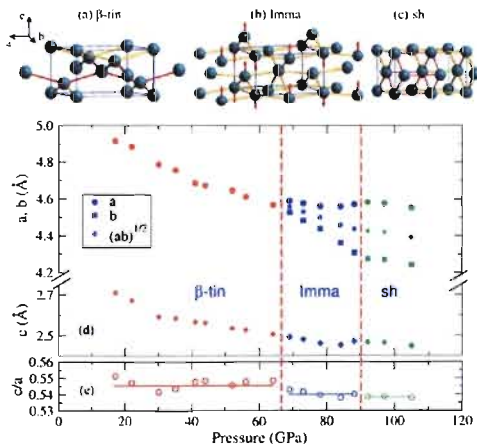 (a) β-tin
(b) Imma
(c) sh
c
a
b
5.0
4.8
4.6
4.4
4.2
a, b (Å)
a
b
(ab)^1/2
β-tin
Imma
sh
2.7
2.5
c (Å)
(d)
0.56
0.55
0.54
0.53
c/a
(e)
0 20 40 60 80 100 120
Pressure (GPa)